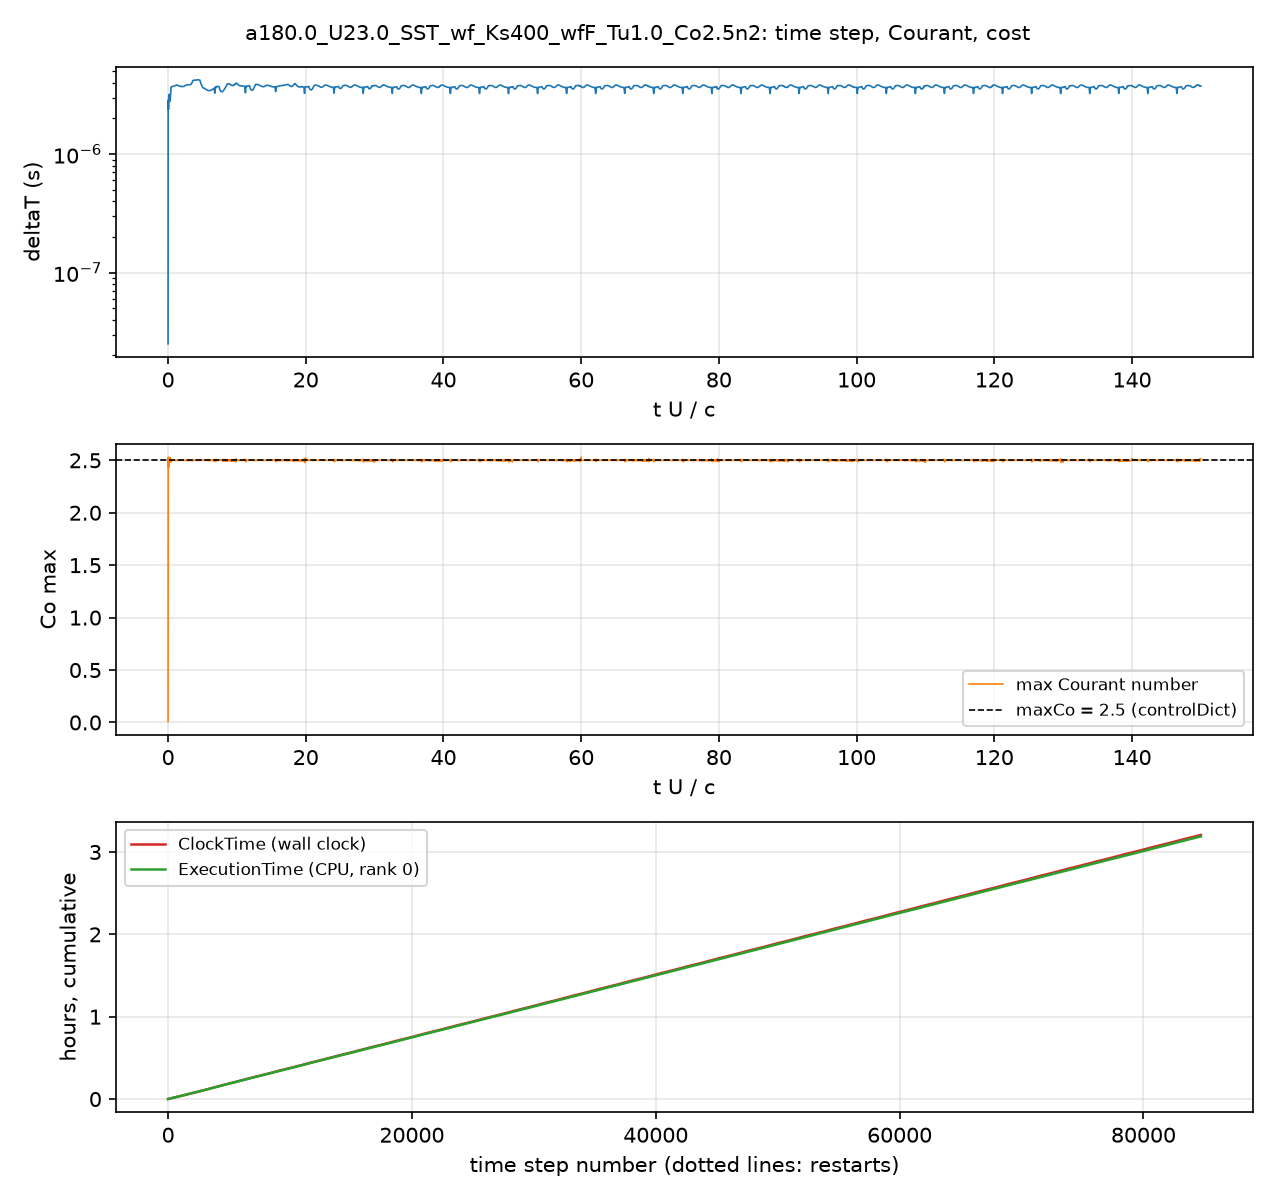 a180.0_U23.0_SST_wf_Ks400_wfF_Tu1.0_Co2.5n2: time step, Courant, cost
deltaT (s)
10⁻⁶
10⁻⁷
0 20 40 60 80 100 120 140
t U / c
Co max
2.5
2.0
1.5
1.0
0.5
0.0
max Courant number
maxCo = 2.5 (controlDict)
0 20 40 60 80 100 120 140
t U / c
hours, cumulative
3
2
1
0
ClockTime (wall clock)
ExecutionTime (CPU, rank 0)
0 20000 40000 60000 80000
time step number (dotted lines: restarts)